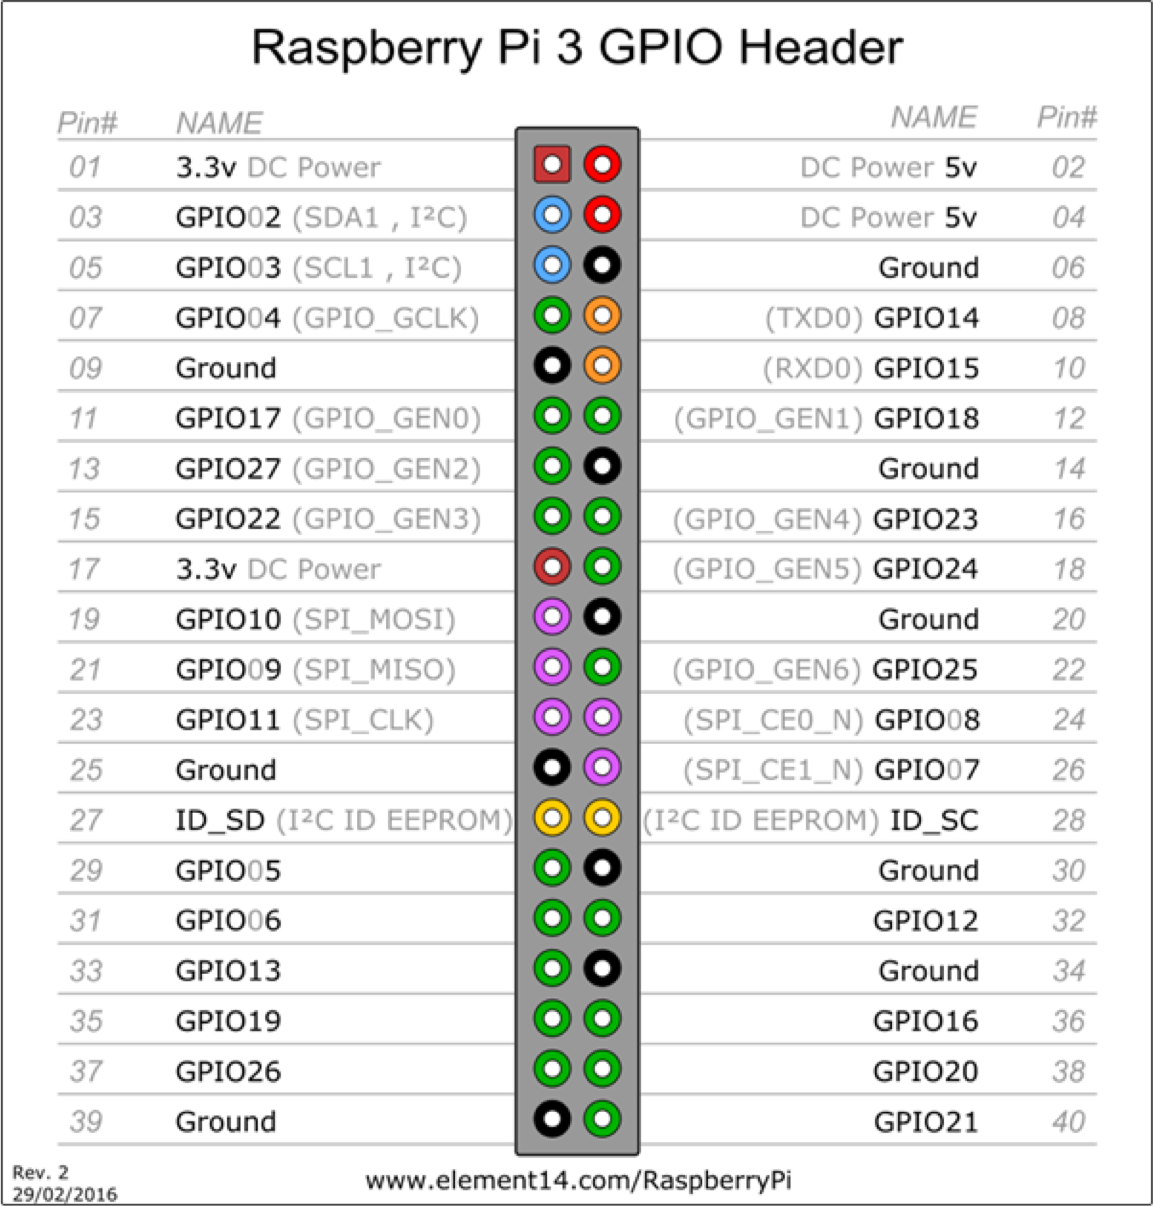 Raspberry Pi 3 GPIO Header
Pin# NAME NAME Pin#
01 3.3v DC Power DC Power 5v 02
03 GPIO02 (SDA1 , I²C) DC Power 5v 04
05 GPIO03 (SCL1 , I²C) Ground 06
07 GPIO04 (GPIO_GCLK) (TXD0) GPIO14 08
09 Ground (RXD0) GPIO15 10
11 GPIO17 (GPIO_GEN0) (GPIO_GEN1) GPIO18 12
13 GPIO27 (GPIO_GEN2) Ground 14
15 GPIO22 (GPIO_GEN3) (GPIO_GEN4) GPIO23 16
17 3.3v DC Power (GPIO_GEN5) GPIO24 18
19 GPIO10 (SPI_MOSI) Ground 20
21 GPIO09 (SPI_MISO) (GPIO_GEN6) GPIO25 22
23 GPIO11 (SPI_CLK) (SPI_CE0_N) GPIO08 24
25 Ground (SPI_CE1_N) GPIO07 26
27 ID_SD (I²C ID EEPROM) (I²C ID EEPROM) ID_SC 28
29 GPIO05 Ground 30
31 GPIO06 GPIO12 32
33 GPIO13 Ground 34
35 GPIO19 GPIO16 36
37 GPIO26 GPIO20 38
39 Ground GPIO21 40
Rev. 2
29/02/2016
www.element14.com/RaspberryPi